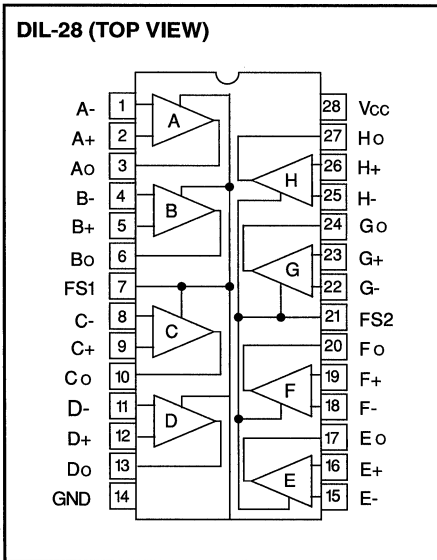 DIL-28 (TOP VIEW)
A- 1 28 VCC
A+ 2 A 27 Ho
Ao 3 H 26 H+
B- 4 25 H-
B+ 5 B 24 Go
Bo 6 G 23 G+
FS1 7 22 G-
C- 8 C 21 FS2
C+ 9 20 Fo
Co 10 F 19 F+
D- 11 18 F-
D+ 12 D 17 Eo
Do 13 E 16 E+
GND 14 15 E-